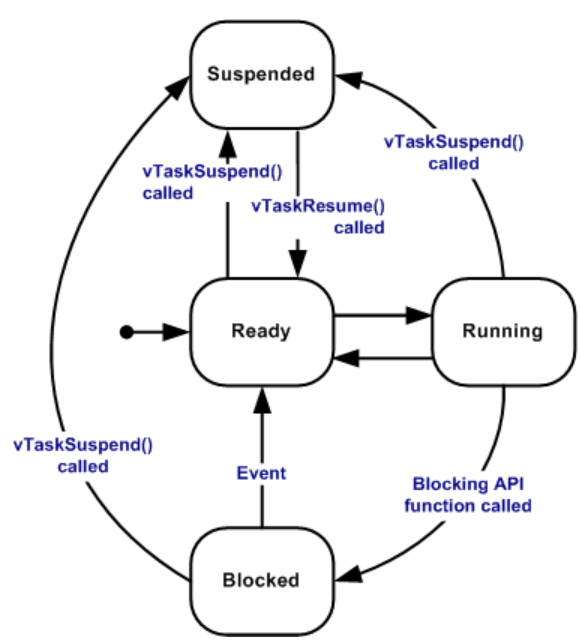 Suspended
vTaskSuspend()
called
vTaskSuspend()
called
vTaskResume()
called
Ready
Running
vTaskSuspend()
called
Event
Blocking API
function called
Blocked